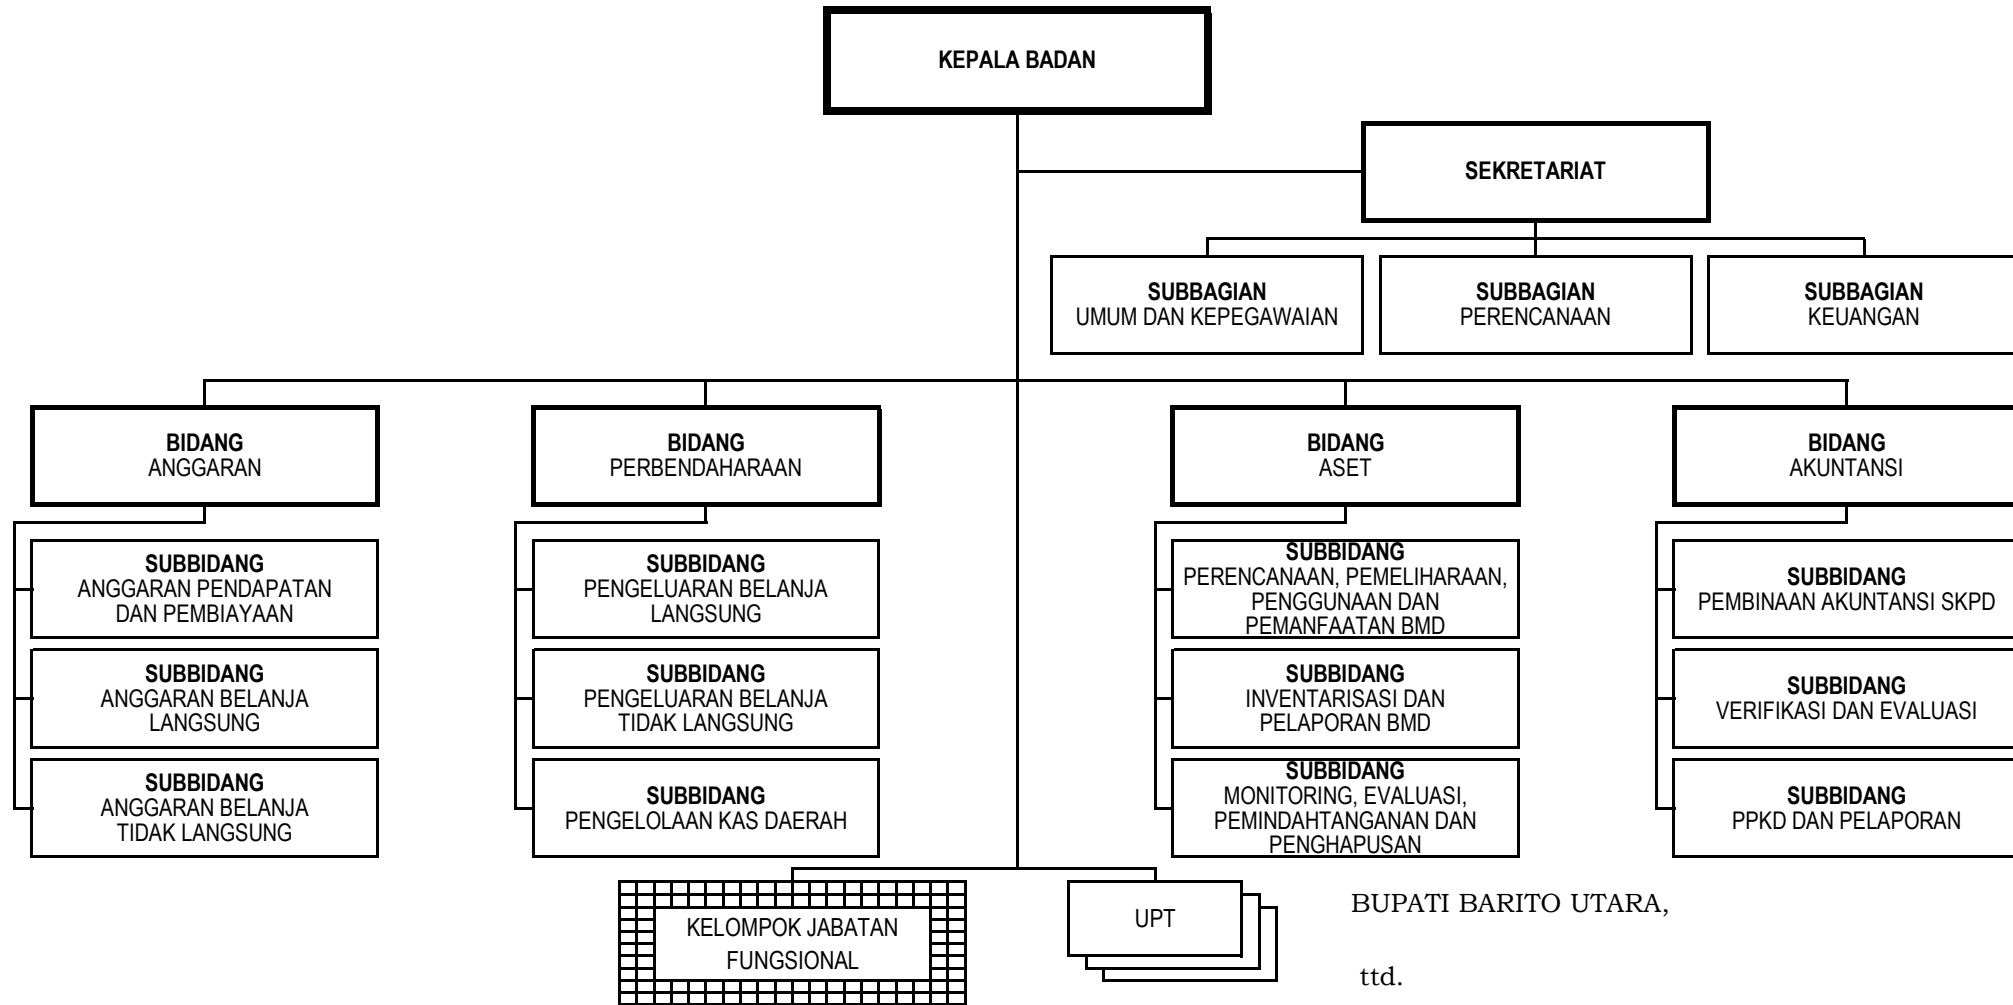 KEPALA BADAN
SEKRETARIAT
SUBBAGIAN
UMUM DAN KEPEGAWAIAN
SUBBAGIAN
PERENCANAAN
SUBBAGIAN
KEUANGAN
BIDANG
ANGGARAN
BIDANG
PERBENDAHARAAN
BIDANG
ASET
BIDANG
AKUNTANSI
SUBBIDANG
ANGGARAN PENDAPATAN
DAN PEMBIAYAAN
SUBBIDANG
PENGELUARAN BELANJA
LANGSUNG
SUBBIDANG
PERENCANAAN, PEMELIHARAAN,
PENGGUNAAN DAN
PEMANFAATAN BMD
SUBBIDANG
PEMBINAAN AKUNTANSI SKPD
SUBBIDANG
ANGGARAN BELANJA
LANGSUNG
SUBBIDANG
PENGELUARAN BELANJA
TIDAK LANGSUNG
SUBBIDANG
INVENTARISASI DAN
PELAPORAN BMD
SUBBIDANG
VERIFIKASI DAN EVALUASI
SUBBIDANG
ANGGARAN BELANJA
TIDAK LANGSUNG
SUBBIDANG
PENGELOLAAN KAS DAERAH
SUBBIDANG
MONITORING, EVALUASI,
PEMINDAHTANGANAN DAN
PENGHAPUSAN
SUBBIDANG
PPKD DAN PELAPORAN
KELOMPOK JABATAN
FUNGSIONAL
UPT
BUPATI BARITO UTARA,
ttd.